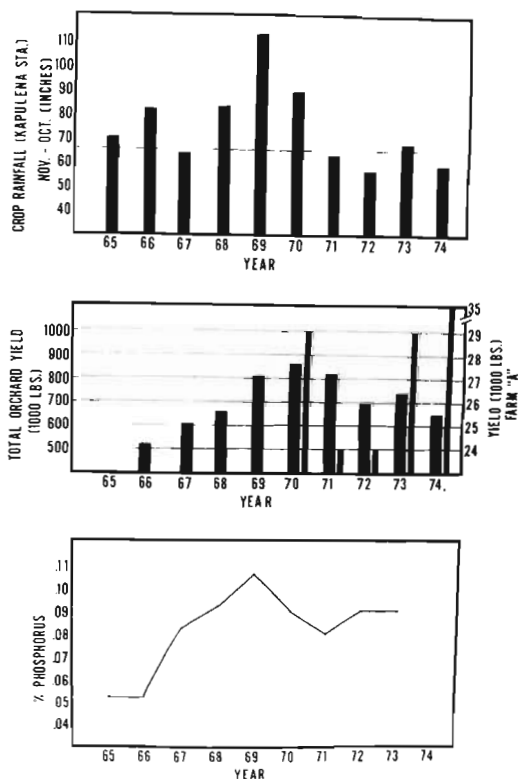 CROP RAINFALL (KAPULENA STA.)
NOV. - OCT. (INCHES)
110
100
90
80
70
60
50
40
65 66 67 68 69 70 71 72 73 74
YEAR
TOTAL ORCHARD YIELD
(1000 LBS.)
1000
900
800
700
600
500
35
29
28
27
26
25
24
YIELD (1000 LBS.)
FARM "A"
65 66 67 68 69 70 71 72 73 74.
YEAR
% PHOSPHORUS
.11
.10
.09
.08
.07
.06
.05
.04
65 66 67 68 69 70 71 72 73 74
YEAR